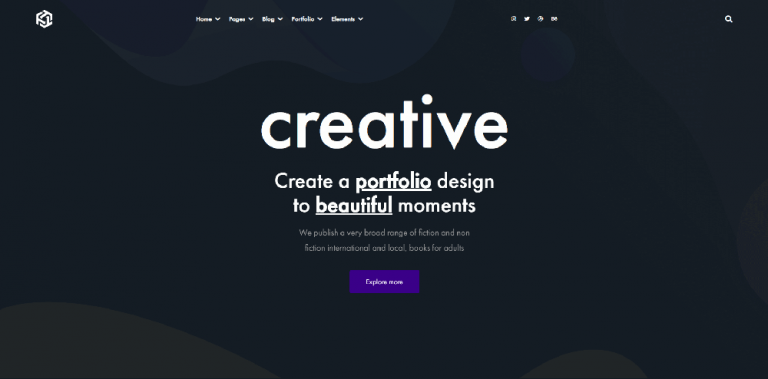 Home Pages Blog Portfolio Elements
creative
Create a portfolio design
to beautiful moments
We publish a very broad range of fiction and non
fiction international and local, books for adults
Explore more